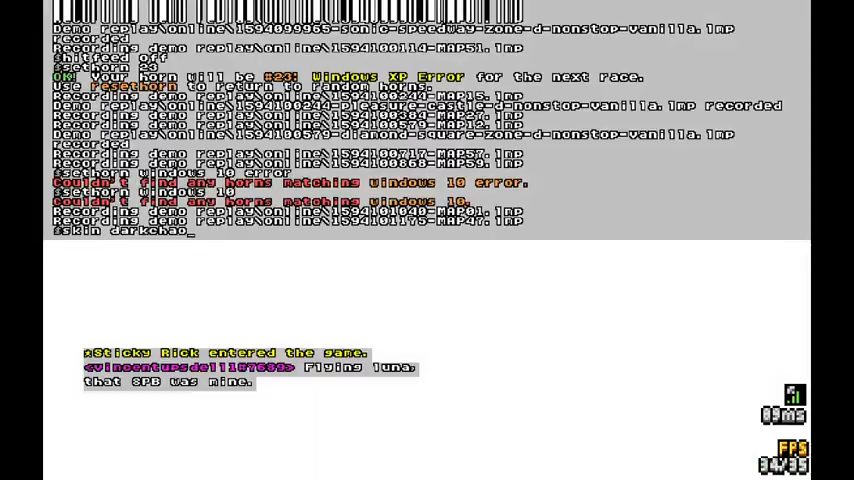 Demo replay\online\1594099965-sonic-speedway-zone-d-nonstop-vanilla.lmp
recorded
Recording demo replay\online\1594100114-MAP51.lmp
$hitfeed off
$sethorn 23
OK! Your horn will be #23: Windows XP Error for the next race.
Use resethorn to return to random horns.
Recording demo replay\online\1594100244-MAP15.lmp
Demo replay\online\1594100244-pleasure-castle-d-nonstop-vanilla.lmp recorded
Recording demo replay\online\1594100384-MAP27.lmp
Recording demo replay\online\1594100579-MAP12.lmp
Demo replay\online\1594100579-diamond-square-zone-d-nonstop-vanilla.lmp
recorded
Recording demo replay\online\1594100717-MAP57.lmp
Recording demo replay\online\1594100868-MAP59.lmp
$sethorn windows 10 error
Couldn't find any horns matching windows 10 error.
$sethorn windows 10
Couldn't find any horns matching windows 10.
Recording demo replay\online\1594101040-MAP01.lmp
Recording demo replay\online\1594101175-MAP47.lmp
$skin darkchao_
*Sticky Rick entered the game.
<vincentupsdell1#7689> Flying luna,
that SPB was mine.
89ms
FPS
34/35